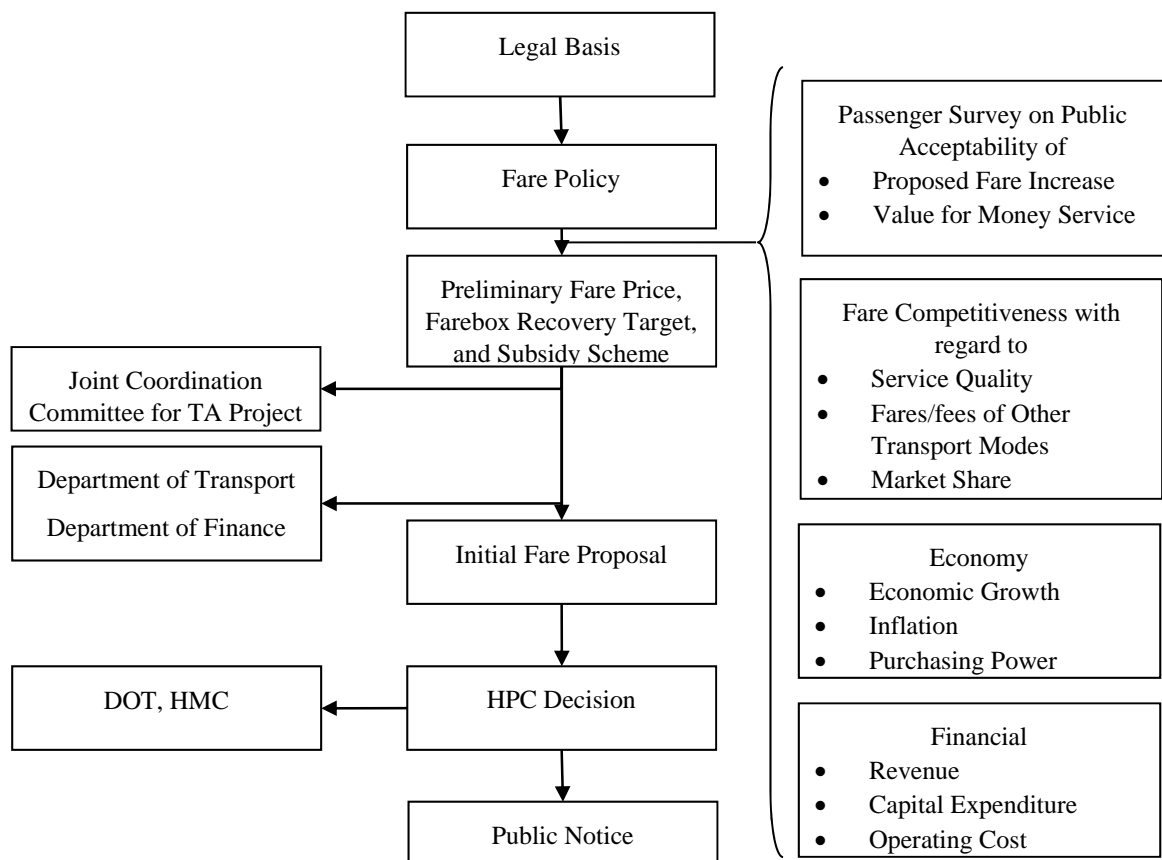 Legal Basis
Fare Policy
Preliminary Fare Price,
Farebox Recovery Target,
and Subsidy Scheme
Joint Coordination
Committee for TA Project
Department of Transport
Department of Finance
Initial Fare Proposal
DOT, HMC
HPC Decision
Public Notice
Passenger Survey on Public
Acceptability of
• Proposed Fare Increase
• Value for Money Service
Fare Competitiveness with
regard to
• Service Quality
• Fares/fees of Other
Transport Modes
• Market Share
Economy
• Economic Growth
• Inflation
• Purchasing Power
Financial
• Revenue
• Capital Expenditure
• Operating Cost